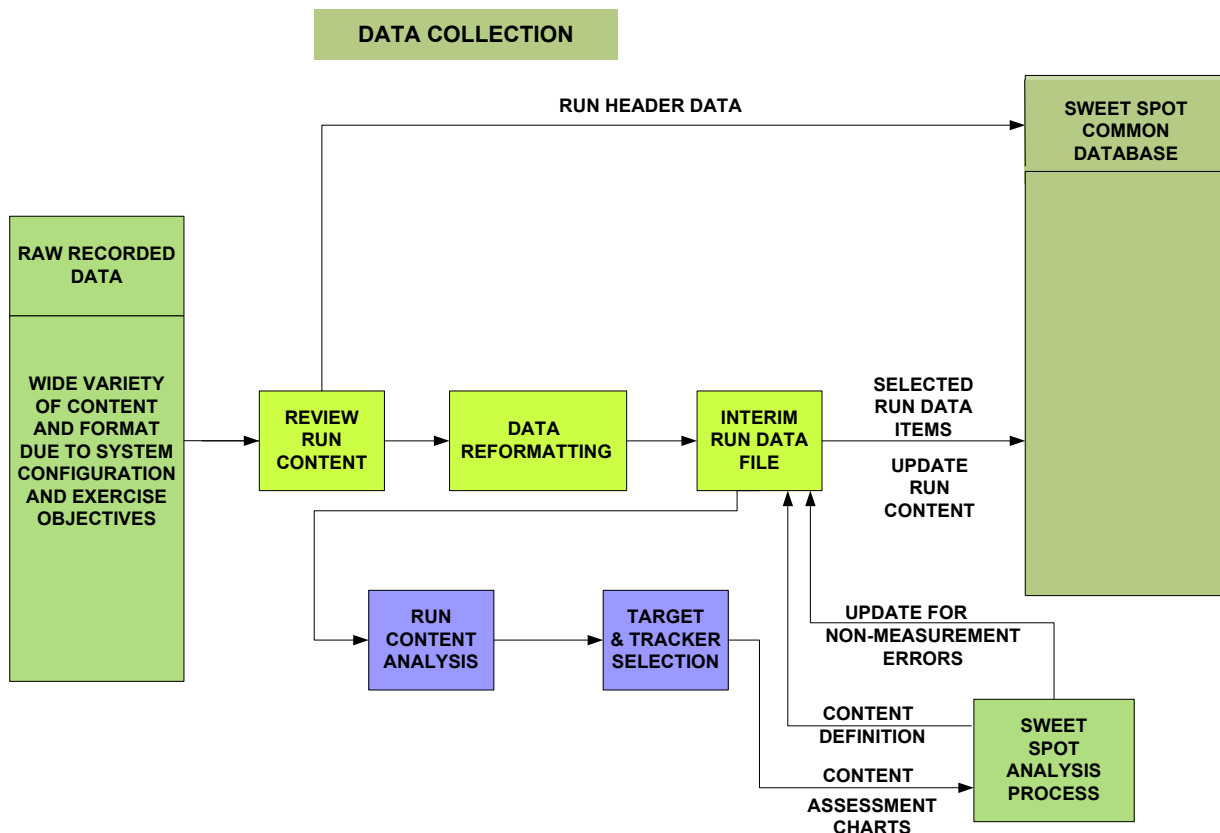 DATA COLLECTION
RUN HEADER DATA
SWEET SPOT
COMMON
DATABASE
RAW RECORDED
DATA
WIDE VARIETY
OF CONTENT
AND FORMAT
DUE TO SYSTEM
CONFIGURATION
AND EXERCISE
OBJECTIVES
REVIEW
RUN
CONTENT
DATA
REFORMATTING
INTERIM
RUN DATA
FILE
SELECTED
RUN DATA
ITEMS
UPDATE
RUN
CONTENT
RUN
CONTENT
ANALYSIS
TARGET
& TRACKER
SELECTION
UPDATE FOR
NON-MEASUREMENT
ERRORS
CONTENT
DEFINITION
CONTENT
ASSESSMENT
CHARTS
SWEET
SPOT
ANALYSIS
PROCESS